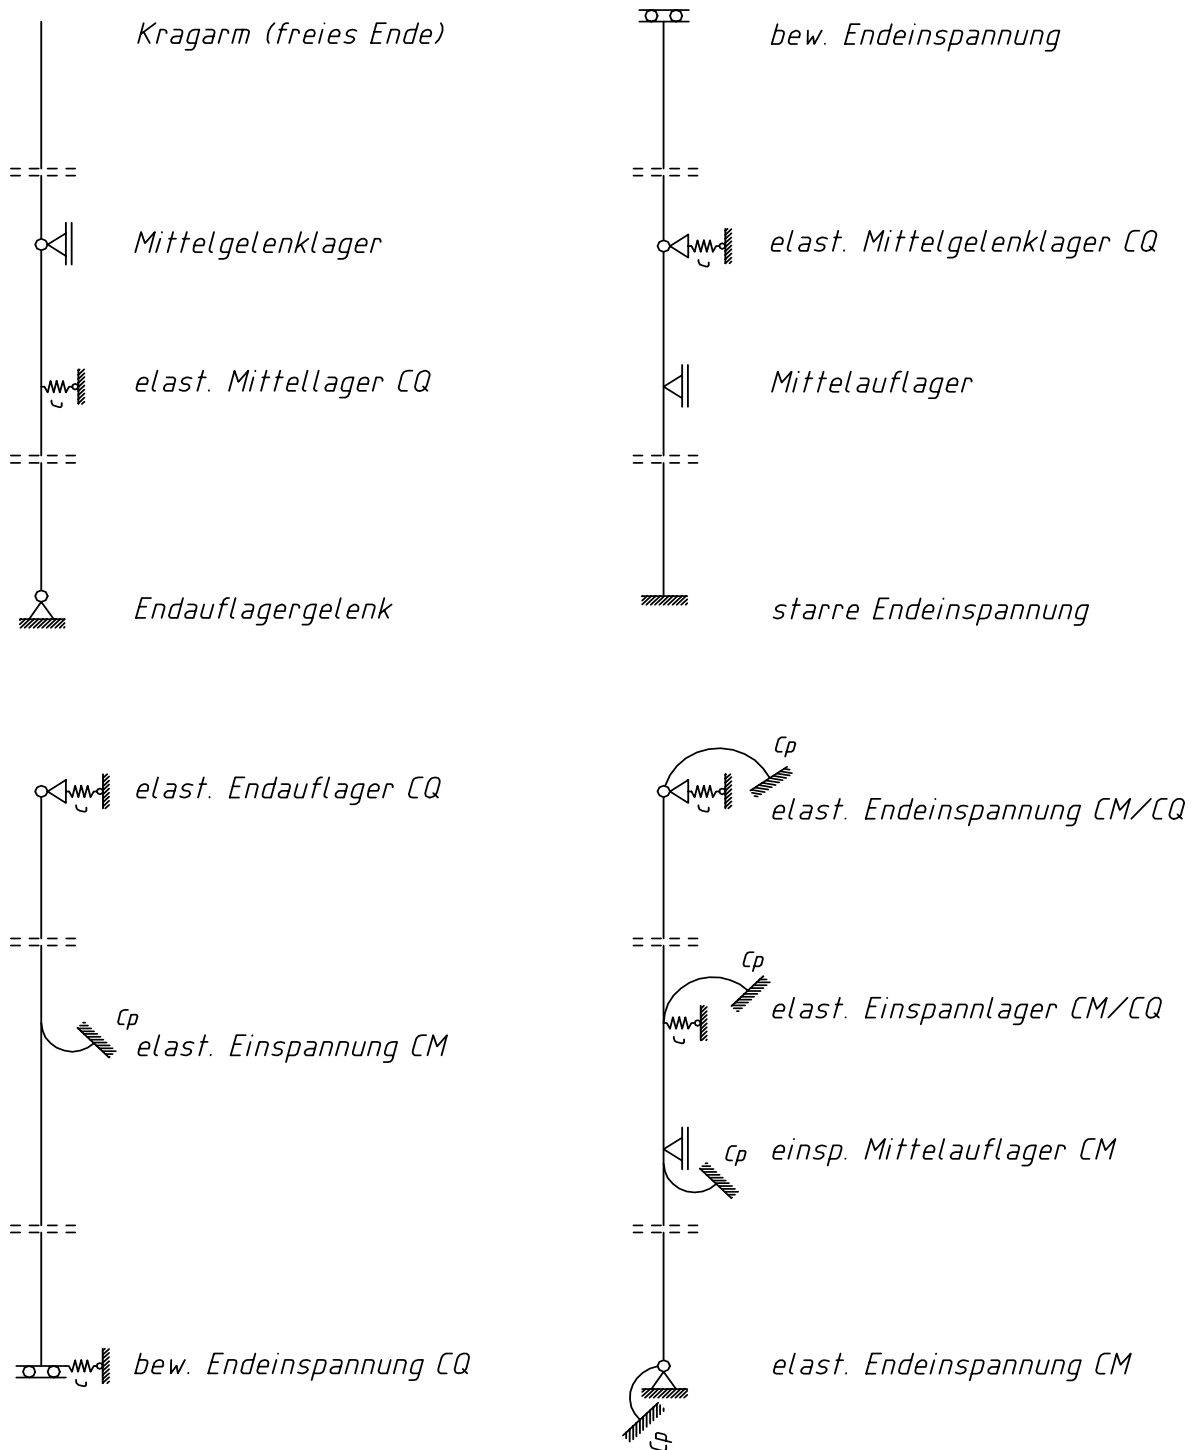 Kragarm (freies Ende)
Mittelgelenklager
elast. Mittellager CQ
C
Endauflagergelenk
bew. Endeinspannung
elast. Mittelgelenklager CQ
C
Mittelauflager
starre Endeinspannung
elast. Endauflager CQ
C
Cp
elast. Einspannung CM
bew. Endeinspannung CQ
C
Cp
C
elast. Endeinspannung CM/CQ
Cp
elast. Einspannlager CM/CQ
C
Cp
einsp. Mittelauflager CM
elast. Endeinspannung CM
Cp